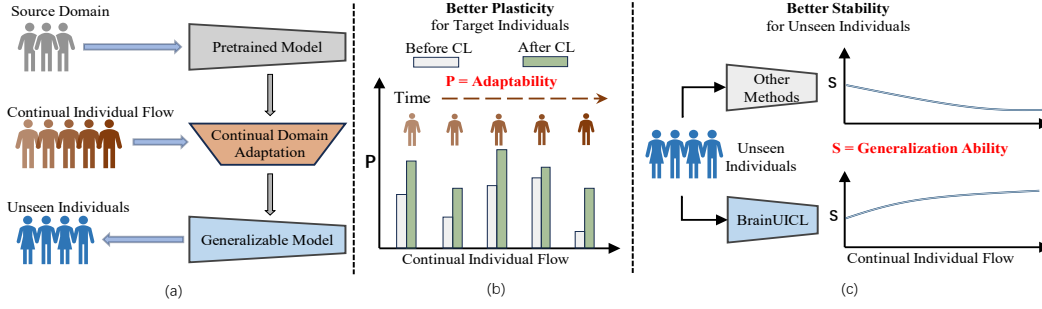 Source Domain
Pretrained Model
Continual Individual Flow
Continual Domain
Adaptation
Unseen Individuals
Generalizable Model
(a)
Better Plasticity
for Target Individuals
Before CL
After CL
P = Adaptability
Time
P
Continual Individual Flow
(b)
Better Stability
for Unseen Individuals
Other
Methods
S
Unseen
Individuals
S = Generalization Ability
BrainUICL
S
Continual Individual Flow
(c)